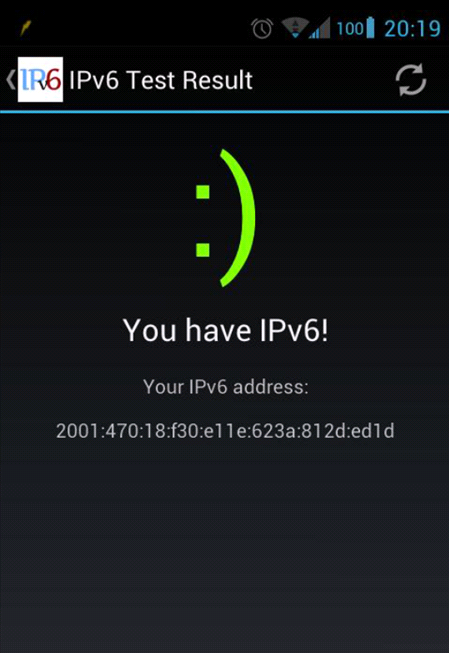 100 20:19
IPv6 IPv6 Test Result
:)
You have IPv6!
Your IPv6 address:
2001:470:18:f30:e11e:623a:812d:ed1d